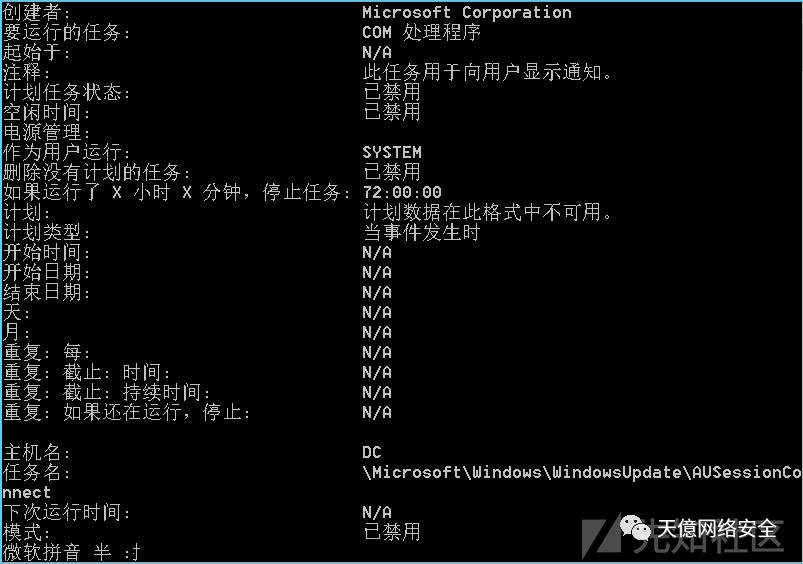 创建者: Microsoft Corporation
要运行的任务: COM 处理程序
起始于: N/A
注释: 此任务用于向用户显示通知。
计划任务状态: 已禁用
空闲时间: 已禁用
电源管理:
作为用户运行: SYSTEM
删除没有计划的任务: 已禁用
如果运行了 X 小时 X 分钟，停止任务: 72:00:00
计划: 计划数据在此格式中不可用。
计划类型: 当事件发生时
开始时间: N/A
开始日期: N/A
结束日期: N/A
天: N/A
月: N/A
重复: 每: N/A
重复: 截止: 时间: N/A
重复: 截止: 持续时间: N/A
重复: 如果还在运行，停止: N/A
主机名: DC
任务名: \Microsoft\Windows\WindowsUpdate\AUSessionCo
nnect
下次运行时间: N/A
模式: 已禁用
微软拼音 半 :
天億网络安全
先知社区